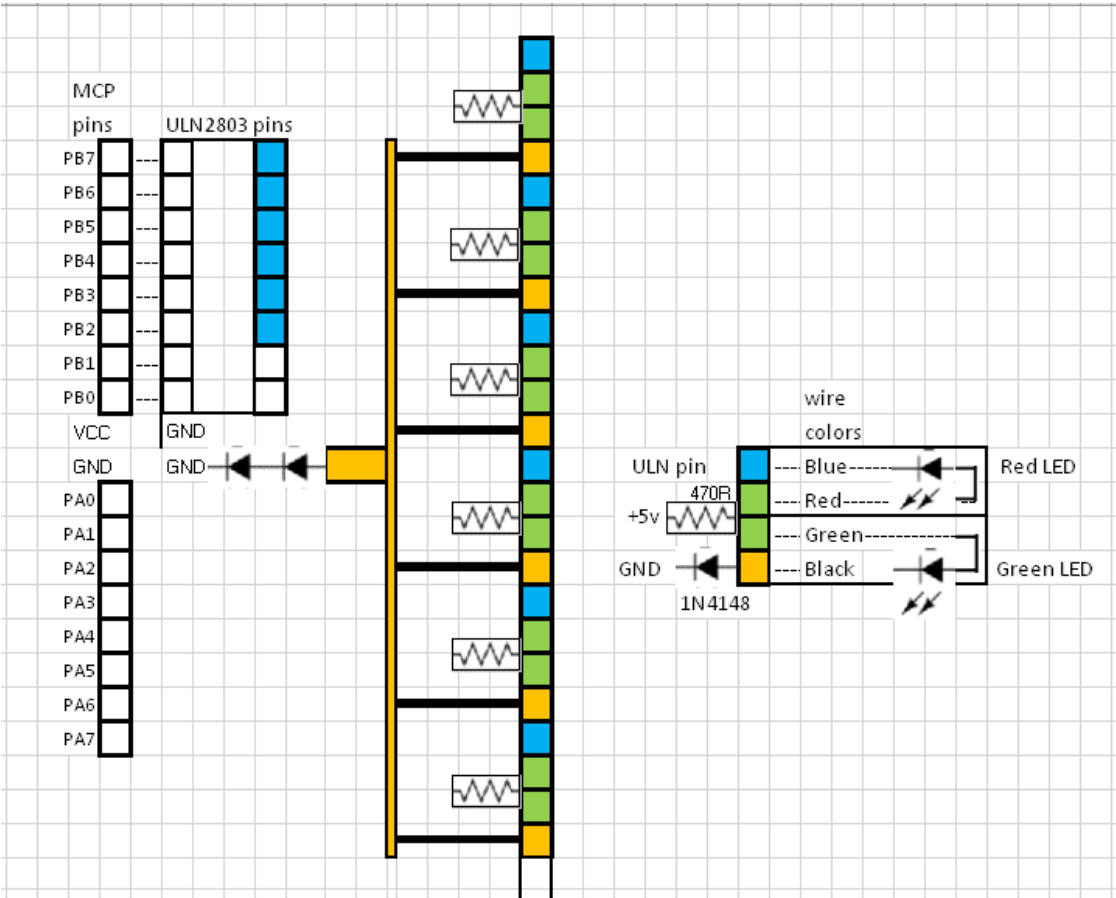 MCP
pins
ULN2803 pins
PB7 ---
PB6 ---
PB5 ---
PB4 ---
PB3 ---
PB2 ---
PB1 ---
PB0 ---
VCC GND
GND GND
PA0
PA1
PA2
PA3
PA4
PA5
PA6
PA7
wire
colors
ULN pin --- Blue Red LED
470R Red
+5v
Green
GND --- Black Green LED
1N4148